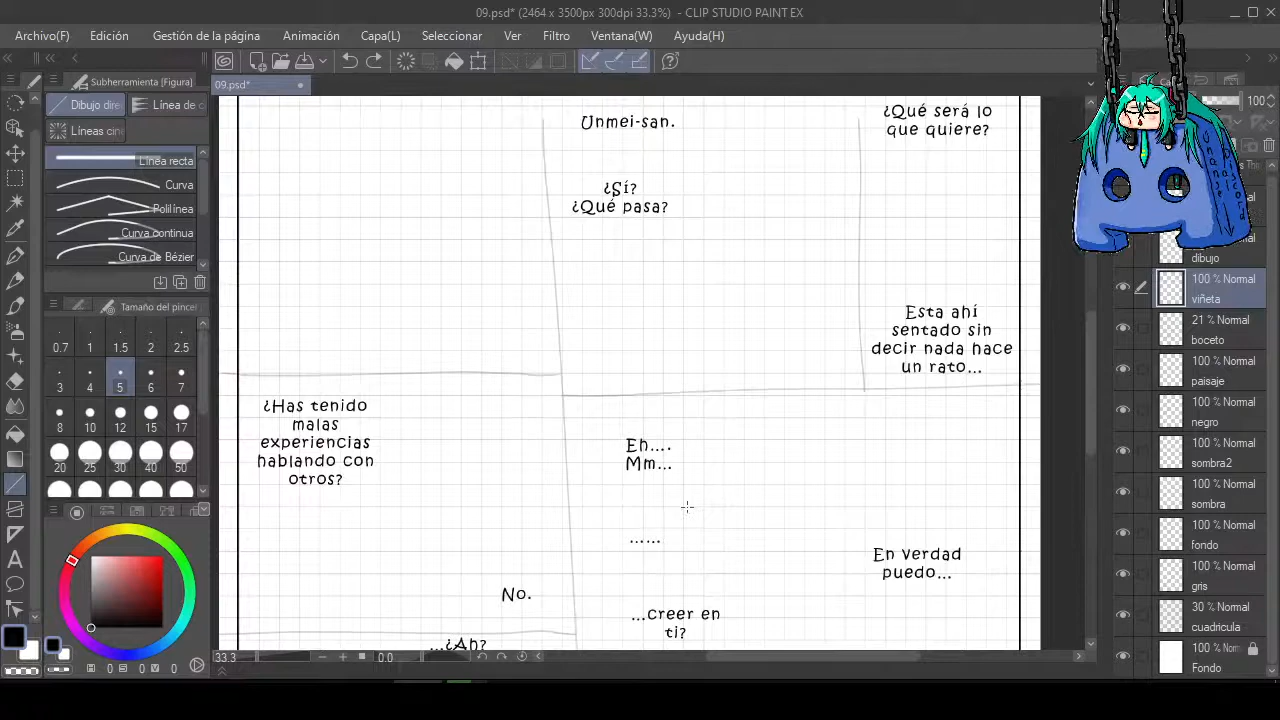 09.psd* (2464 x 3500px 300dpi 33.3%) - CLIP STUDIO PAINT EX
Archivo(F) Edición Gestión de la página Animación Capa(L) Seleccionar Ver Filtro Ventana(W) Ayuda(H)
Subherramienta [Figura]
09.psd*
Dibujo dire
Línea de c
Líneas cin
Línea recta
Curva
Polilínea
Curva continua
Curva de Bézier
Tamaño del pincel
0.7 1 1.5 2 2.5
3 4 5 6 7
8 10 12 15 17
20 25 30 40 50
0 0 0
Unmei-san.
¿Sí?
¿Qué pasa?
¿Qué será lo
que quiere?
Esta ahí
sentado sin
decir nada hace
un rato...
¿Has tenido
malas
experiencias
hablando con
otros?
Eh....
Mm...
......
En verdad
puedo...
No.
...creer en
ti?
...¿Ah?
33.3 0.0
100
Unanse
al
Discord
dibujo
100 % Normal
viñeta
21 % Normal
boceto
100 % Normal
paisaje
100 % Normal
negro
100 % Normal
sombra2
100 % Normal
sombra
100 % Normal
fondo
100 % Normal
gris
30 % Normal
cuadricula
100 % Norm
Fondo